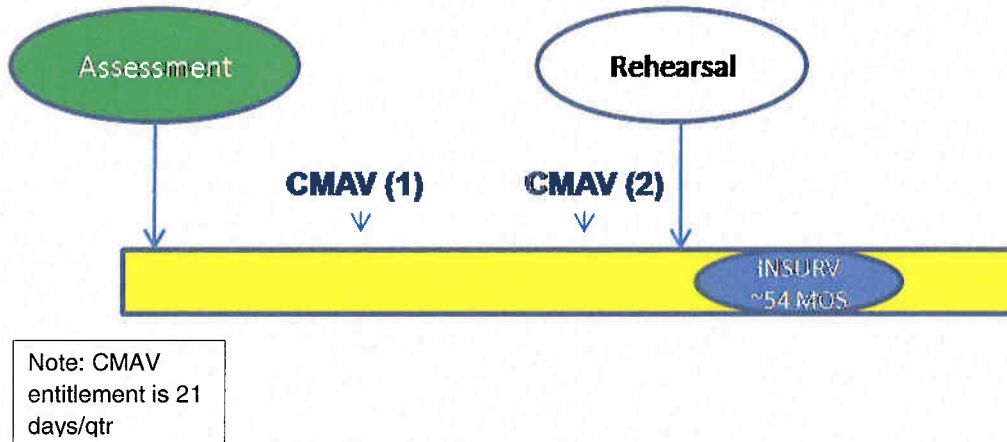 Assessment
Rehearsal
CMAV (1)
CMAV (2)
INSURV
~54 MOS
Note: CMAV
entitlement is 21
days/qtr